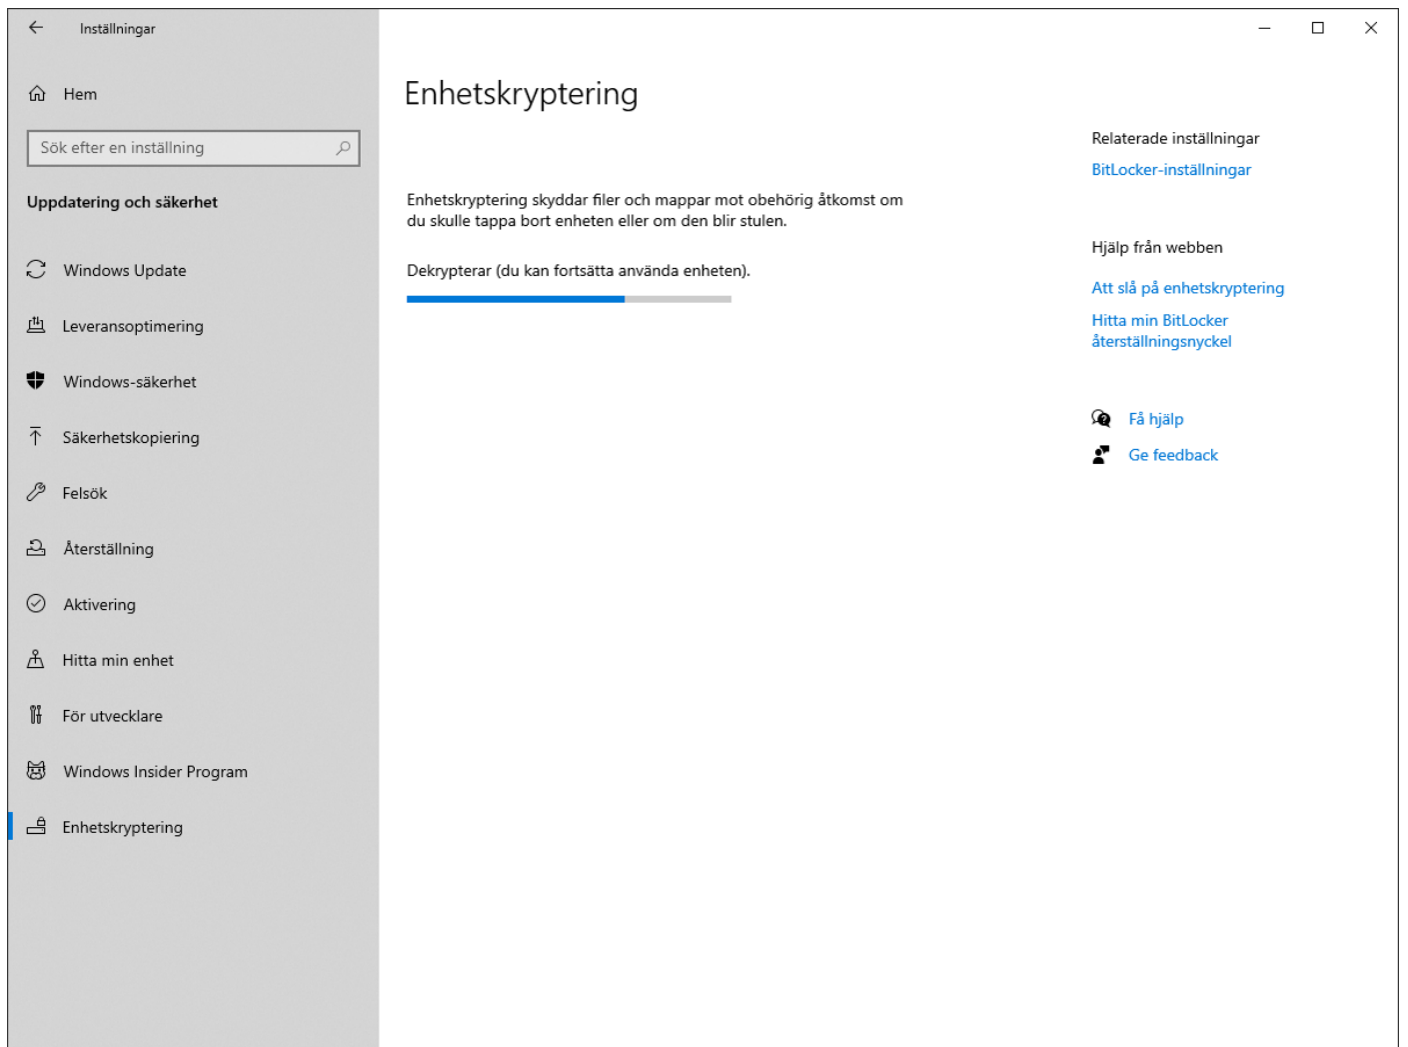 Inställningar
Hem
Sök efter en inställning
Uppdatering och säkerhet
Windows Update
Leveransoptimering
Windows-säkerhet
Säkerhetskopiering
Felsök
Återställning
Aktivering
Hitta min enhet
För utvecklare
Windows Insider Program
Enhetskryptering
Enhetskryptering
Enhetskryptering skyddar filer och mappar mot obehörig åtkomst om
du skulle tappa bort enheten eller om den blir stulen.
Dekrypterar (du kan fortsätta använda enheten).
Relaterade inställningar
BitLocker-inställningar
Hjälp från webben
Att slå på enhetskryptering
Hitta min BitLocker
återställningsnyckel
Få hjälp
Ge feedback